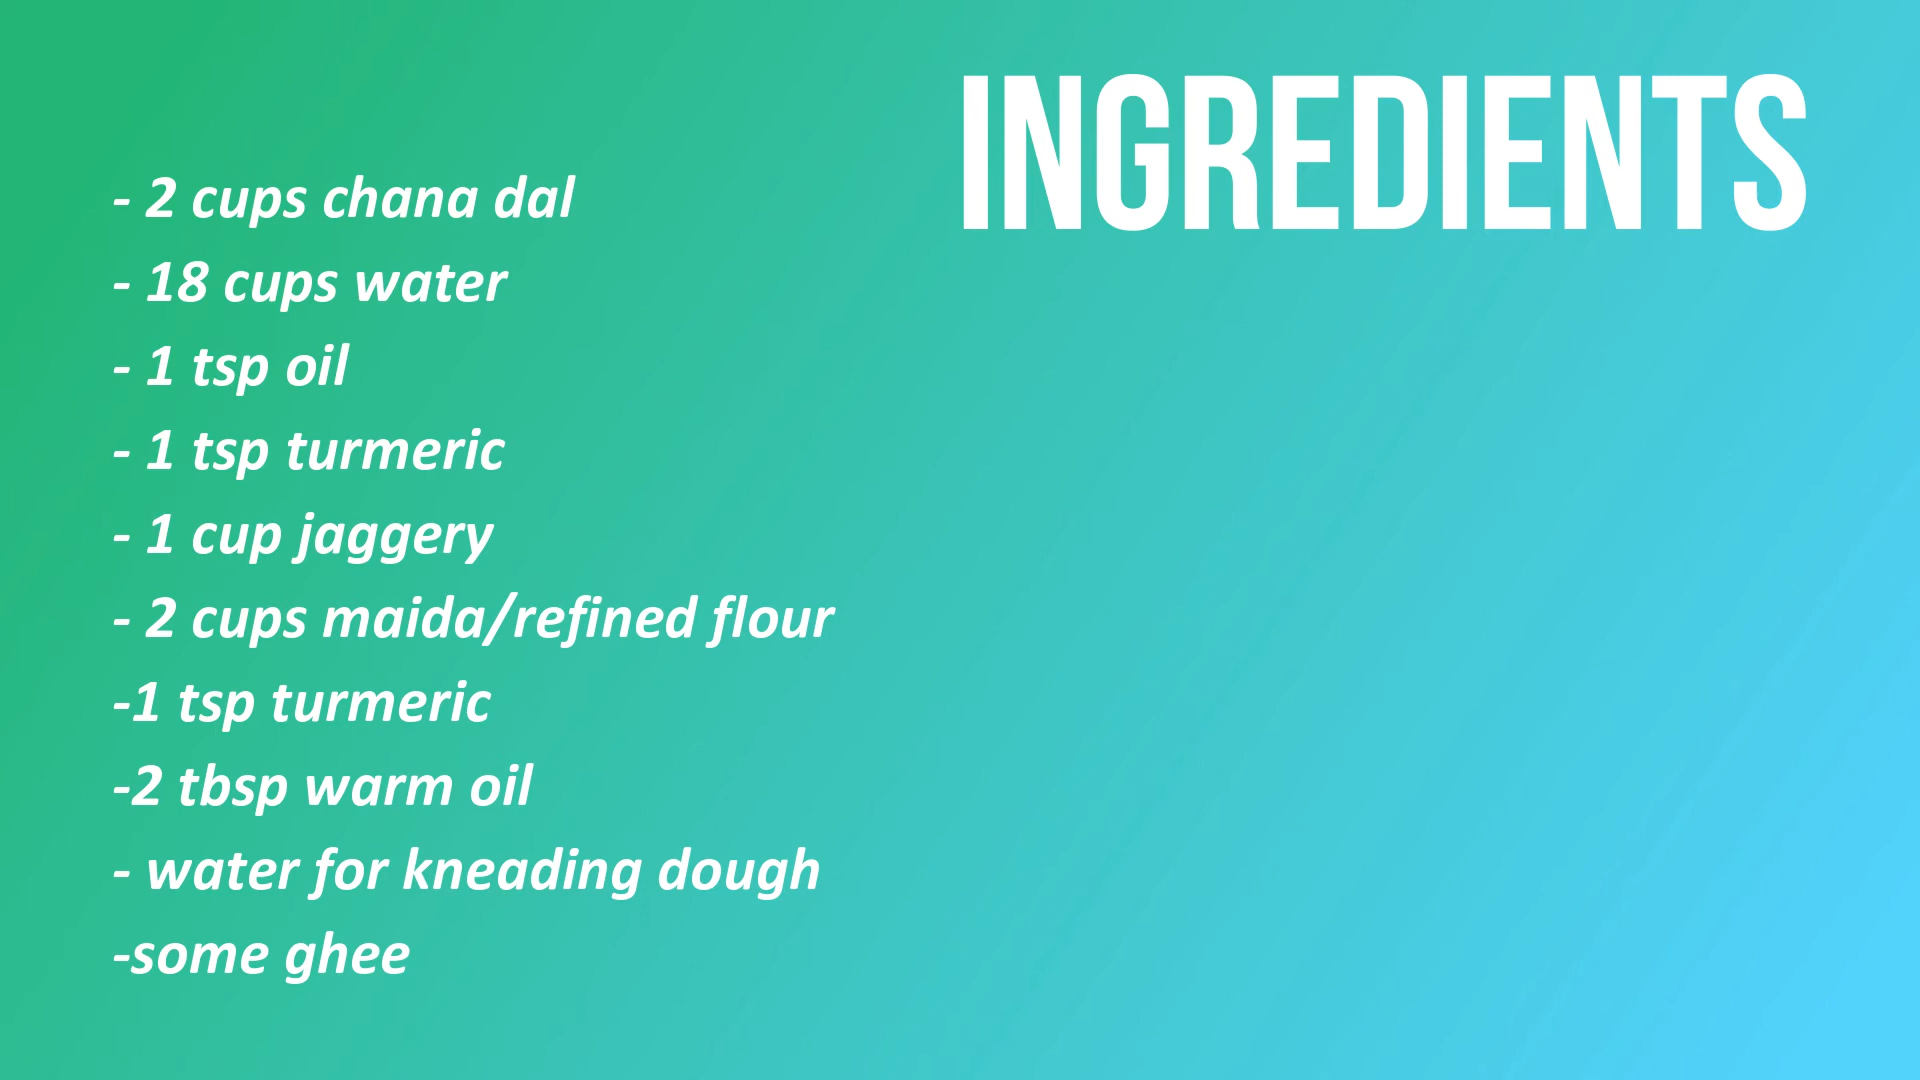 INGREDIENTS
- 2 cups chana dal
- 18 cups water
- 1 tsp oil
- 1 tsp turmeric
- 1 cup jaggery
- 2 cups maida/refined flour
-1 tsp turmeric
-2 tbsp warm oil
- water for kneading dough
-some ghee